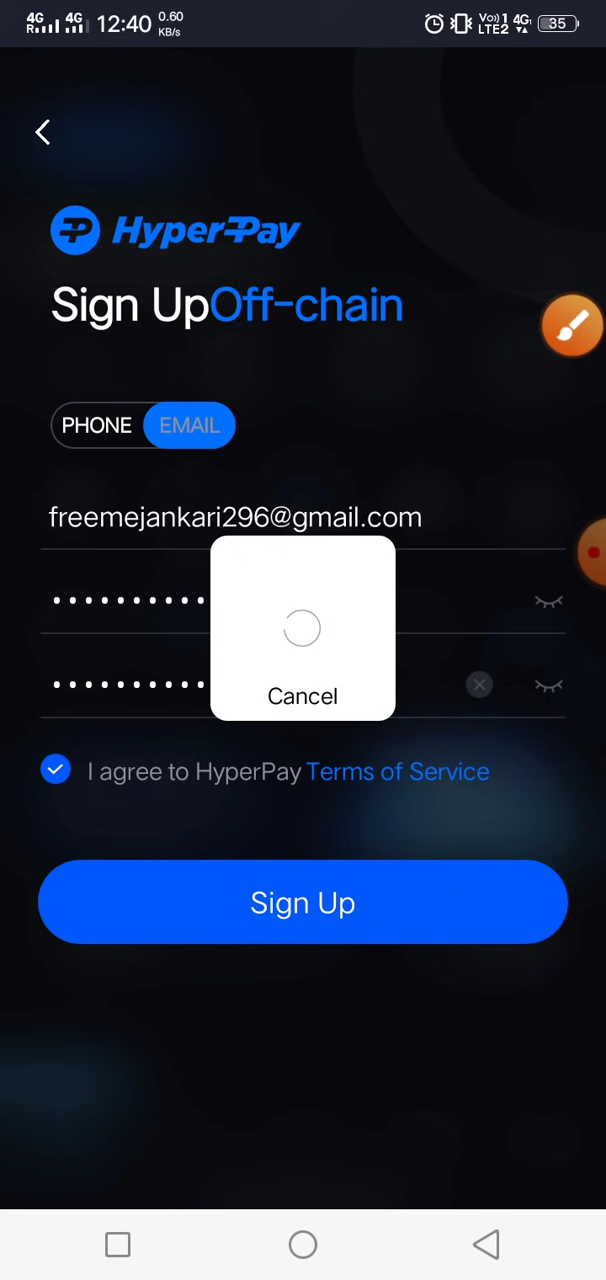 4G 4G 12:40 0.60
R KB/s
Vo)) 1 4G
LTE2
35
HyperPay
Sign UpOff-chain
PHONE EMAIL
freemejankari296@gmail.com
Cancel
I agree to HyperPay Terms of Service
Sign Up